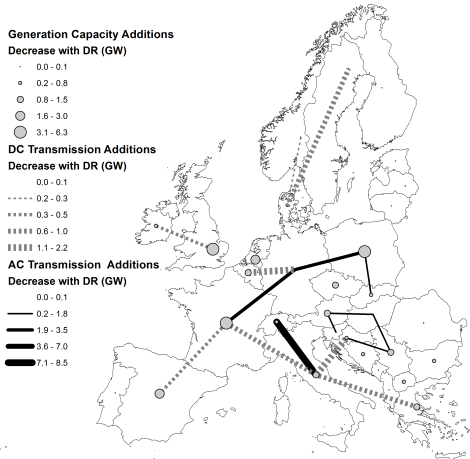 Generation Capacity Additions
Decrease with DR (GW)
0.0 - 0.1
0.2 - 0.8
0.8 - 1.5
1.6 - 3.0
3.1 - 6.3
DC Transmission Additions
Decrease with DR (GW)
0.0 - 0.1
0.2 - 0.3
0.3 - 0.5
0.6 - 1.0
1.1 - 2.2
AC Transmission Additions
Decrease with DR (GW)
0.0 - 0.1
0.2 - 1.8
1.9 - 3.5
3.6 - 7.0
7.1 - 8.5